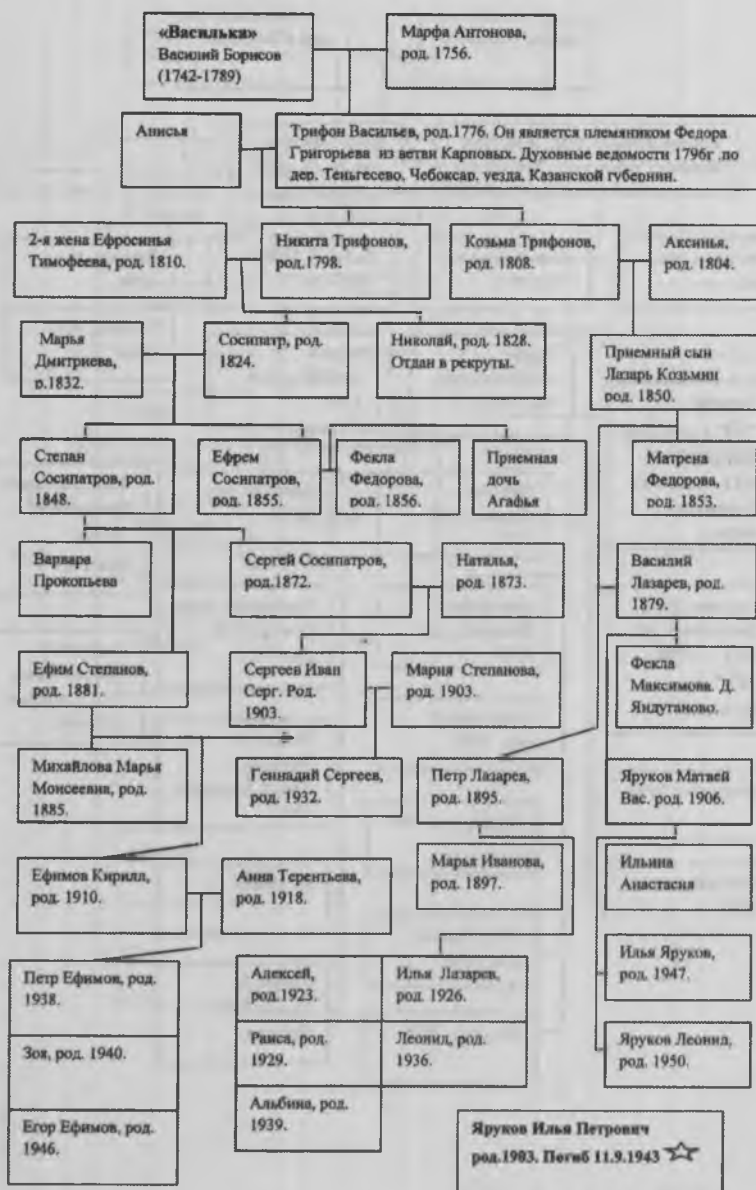 «Василька»
Василий Борисов
(1742-1789)
Марфа Антонова,
род. 1756.
Анисья
Трифон Васильев, род.1776. Он является племяником Федора
Григорьева из ветви Карповых. Духовные ведомости 1796г .по
дер. Теньгесево, Чебоксар, уезда, Казанской губернии.
2-я жена Ефросинья
Тимофеева, род. 1810.
Никита Трифонов,
род.1798.
Козьма Трифонов,
род. 1808.
Аксинья,
род. 1804.
Марья
Дмитриева,
р.1832.
Сосипатр, род.
1824.
Николай, род. 1828.
Отдан в рекруты.
Приемный сын
Лазарь Козьмин
род. 1850.
Степан
Сосипатров, род.
1848.
Ефрем
Сосипатров,
род. 1855.
Фекла
Федорова,
род. 1856.
Приемная
дочь
Агафья
Матрена
Федорова,
род. 1853.
Варвара
Прокопьева
Сергей Сосипатров,
род.1872.
Наталья,
род. 1873.
Василий
Лазарев, род.
1879.
Ефим Степанов,
род. 1881.
Сергеев Иван
Серг. Род.
1903.
Мария Степанова,
род. 1903.
Фекла
Максимова. Д.
Яндуганово.
Михайлова Марья
Моисеевна, род.
1885.
Геннадий Сергеев,
род. 1932.
Петр Лазарев,
род. 1895.
Яруков Матвей
Вас. род. 1906.
Ефимов Кирилл,
род. 1910.
Анна Терентьева,
род. 1918.
Марья Иванова,
род. 1897.
Ильина
Анастасия
Илья Яруков,
род. 1947.
Яруков Леонид,
род. 1950.
Петр Ефимов, род.
1938.
Зоя, род. 1940.
Егор Ефимов, род.
1946.
Алексей,
род.1923.
Илья Лазарев,
род. 1926.
Раиса, род.
1929.
Леонид, род.
1936.
Альбина, род.
1939.
Яруков Илья Петрович
род.1903. Погиб 11.9.1943